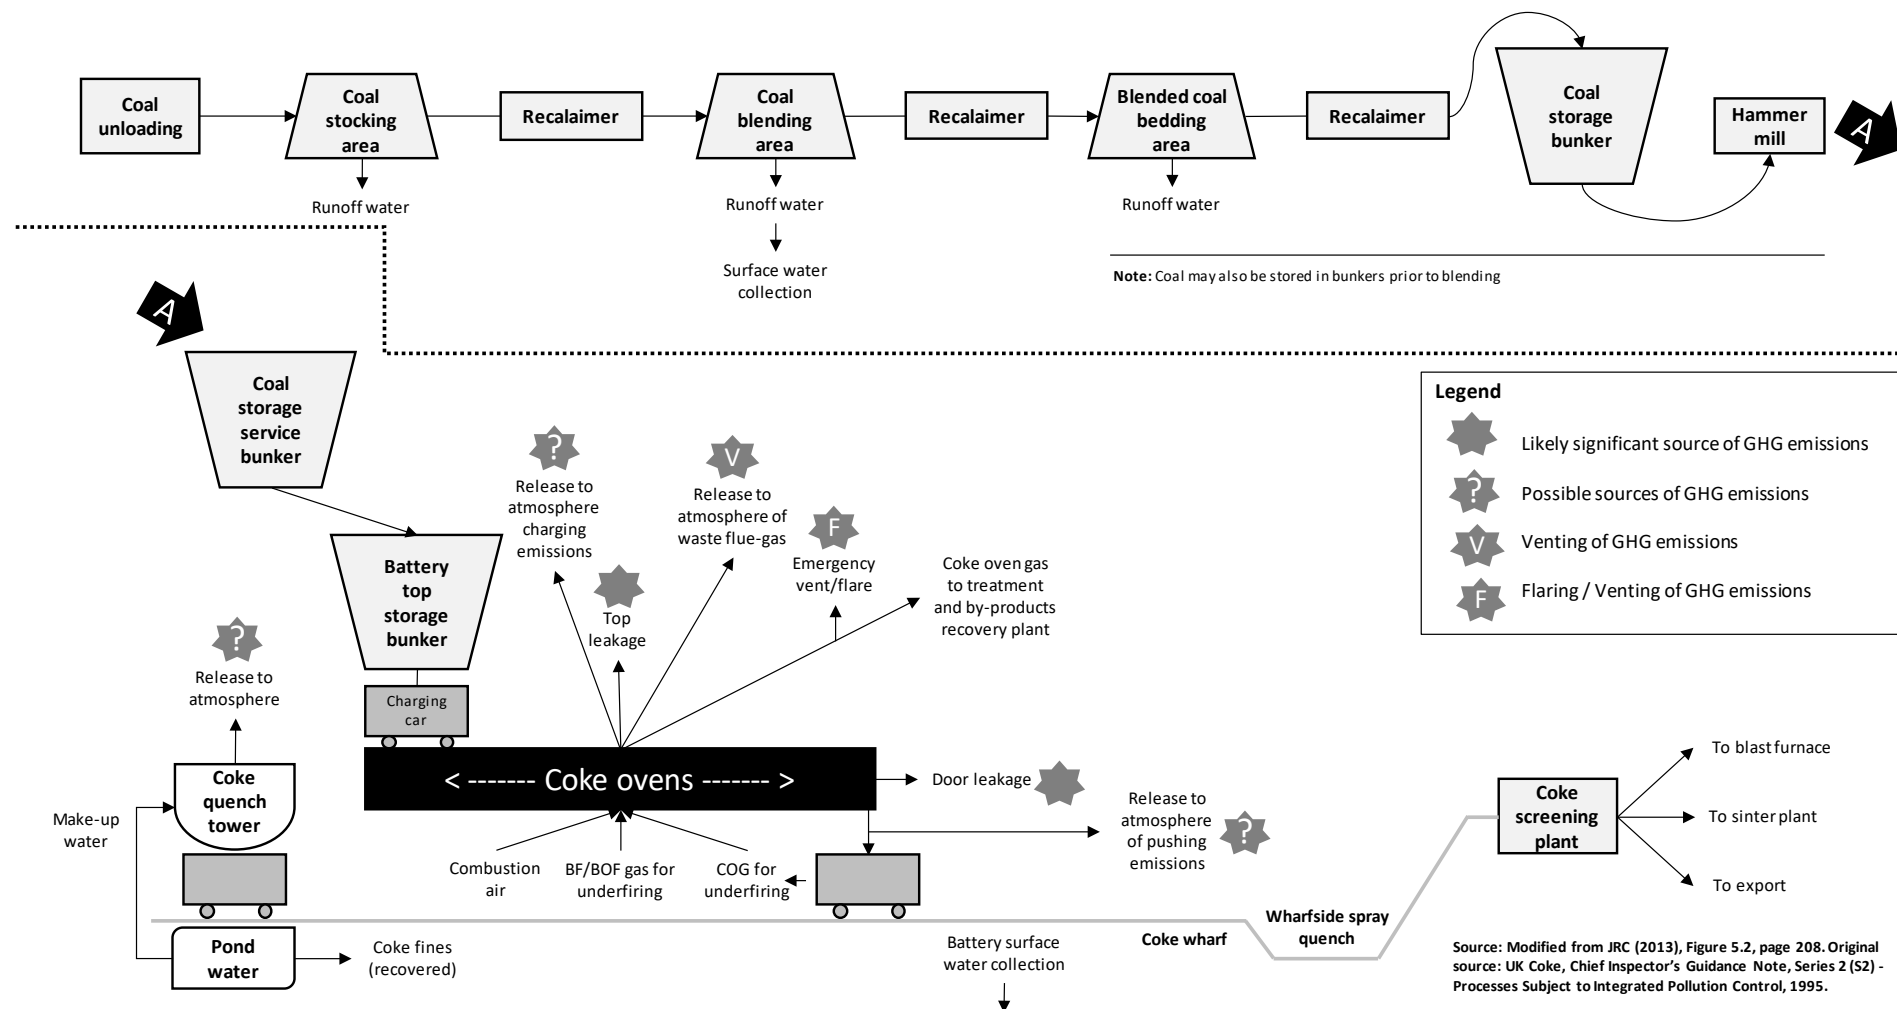 Coal
unloading
Coal
stocking
area
Recalaimer
Coal
blending
area
Recalaimer
Blended coal
bedding
area
Recalaimer
Coal
storage
bunker
Hammer
mill
A
Runoff water
Runoff water
Surface water
collection
Runoff water
Note: Coal may also be stored in bunkers prior to blending
A
Coal
storage
service
bunker
Battery
top
storage
bunker
Charging
car
?
Release to
atmosphere
charging
emissions
Top
leakage
V
Release to
atmosphere of
waste flue-gas
F
Emergency
vent/flare
Coke oven gas
to treatment
and by-products
recovery plant
Legend
Likely significant source of GHG emissions
? Possible sources of GHG emissions
V Venting of GHG emissions
F Flaring / Venting of GHG emissions
?
Release to
atmosphere
Coke
quench
tower
Make-up
water
Pond
water
Coke fines
(recovered)
< ------- Coke ovens ------- >
Door leakage
Combustion
air
BF/BOF gas for
underfiring
COG for
underfiring
Release to
atmosphere
of pushing
emissions
?
Coke wharf
Wharfside spray
quench
Battery surface
water collection
Coke
screening
plant
To blast furnace
To sinter plant
To export
Source: Modified from JRC (2013), Figure 5.2, page 208. Original
source: UK Coke, Chief Inspector’s Guidance Note, Series 2 (S2) -
Processes Subject to Integrated Pollution Control, 1995.